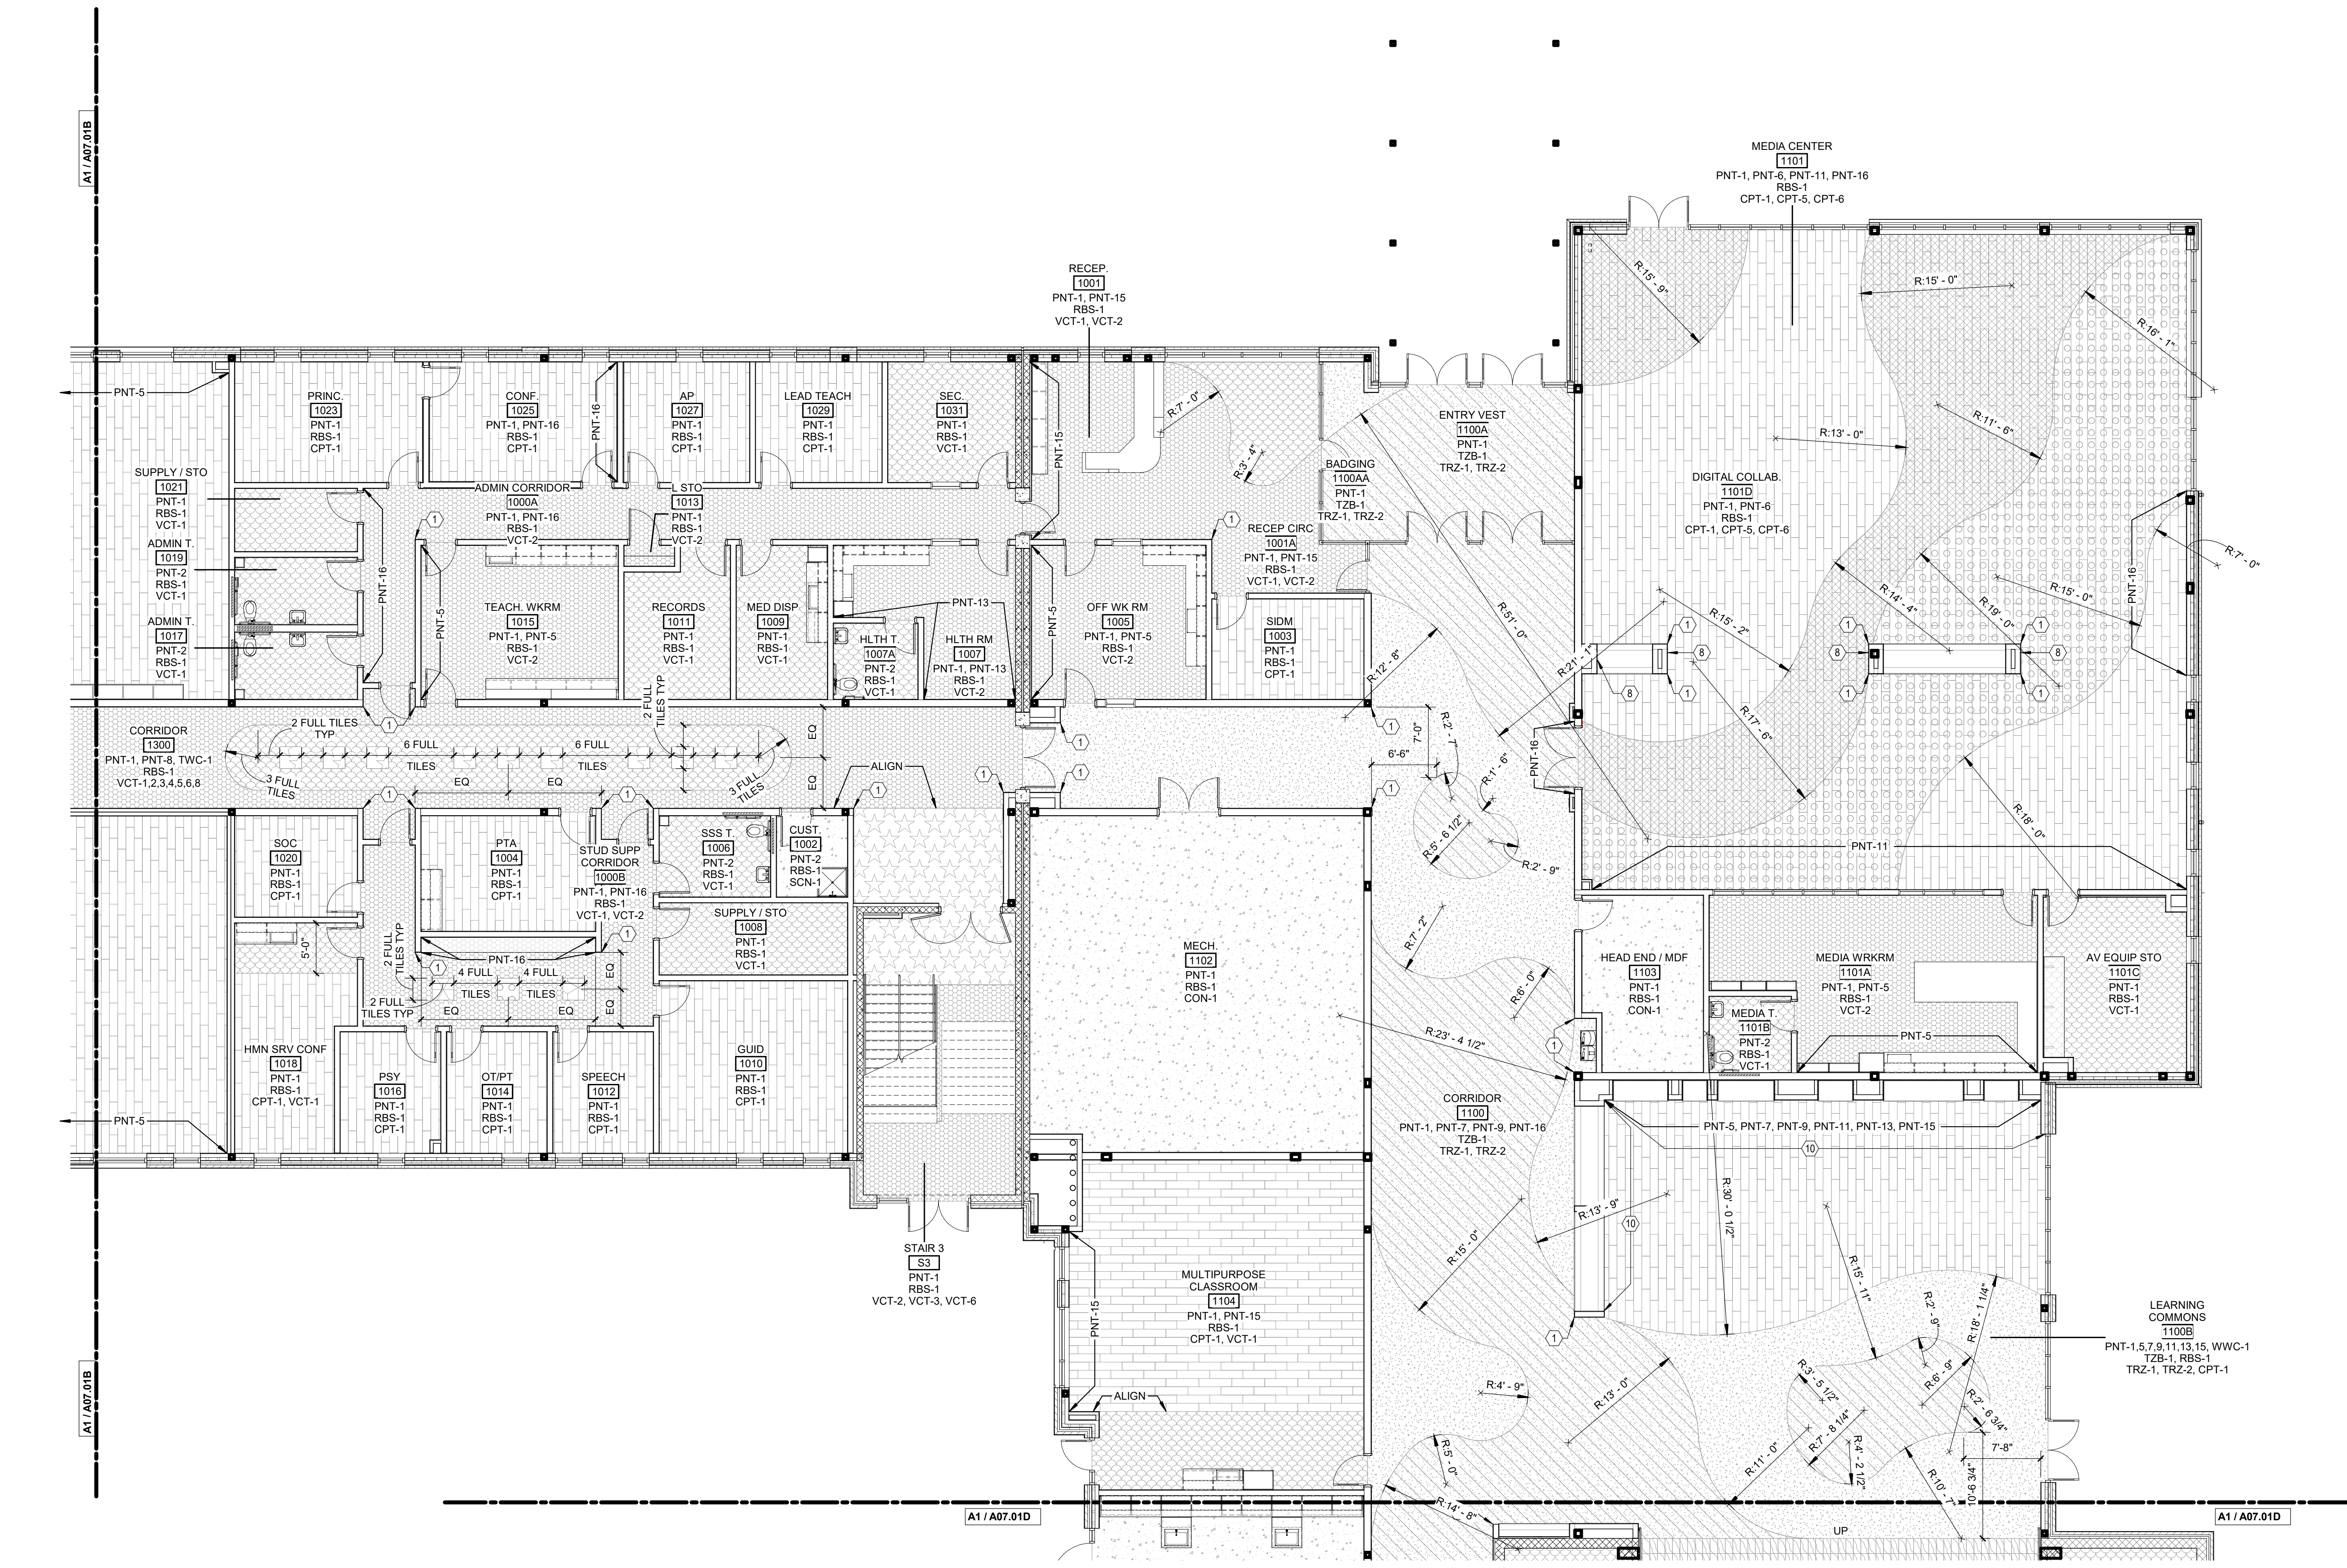 A1 / A07.01B
MEDIA CENTER
1101
PNT-1, PNT-6, PNT-11, PNT-16
RBS-1
CPT-1, CPT-5, CPT-6
RECEP.
1001
PNT-1, PNT-15
RBS-1
VCT-1, VCT-2
R:15' - 9"
R:15' - 0"
R:16' - 1"
R:11' - 6"
R:13' - 0"
PNT-5
PRINC.
1023
PNT-1
RBS-1
CPT-1
CONF.
1025
PNT-1, PNT-16
RBS-1
CPT-1
PNT-16
AP
1027
PNT-1
RBS-1
CPT-1
LEAD TEACH
1029
PNT-1
RBS-1
CPT-1
SEC.
1031
PNT-1
RBS-1
VCT-1
PNT-15
R:7' - 0"
R:3' - 4"
ENTRY VEST
1100A
PNT-1
TZB-1
TRZ-1, TRZ-2
BADGING
1100AA
PNT-1
TZB-1
TRZ-1, TRZ-2
DIGITAL COLLAB.
1101D
PNT-1, PNT-6
RBS-1
CPT-1, CPT-5, CPT-6
SUPPLY / STO
1021
PNT-1
RBS-1
VCT-1
ADMIN T.
1019
PNT-2
RBS-1
VCT-1
ADMIN T.
1017
PNT-2
RBS-1
VCT-1
PNT-16
ADMIN CORRIDOR
1000A
PNT-1, PNT-16
RBS-1
VCT-2
L STO
1013
PNT-1
RBS-1
VCT-2
1
PNT-5
TEACH. WKRM
1015
PNT-1, PNT-5
RBS-1
VCT-2
RECORDS
1011
PNT-1
RBS-1
VCT-1
MED DISP
1009
PNT-1
RBS-1
VCT-1
PNT-13
HLTH T.
1007A
PNT-2
RBS-1
VCT-1
HLTH RM
1007
PNT-1, PNT-13
RBS-1
VCT-2
PNT-5
OFF WK RM
1005
PNT-1, PNT-5
RBS-1
VCT-2
1
RECEP CIRC
1001A
PNT-1, PNT-15
RBS-1
VCT-1, VCT-2
SIDM
1003
PNT-1
RBS-1
CPT-1
R:51' - 0"
R:12' - 8"
R:21' - 1"
R:15' - 2"
R:14' - 4"
R:19' - 0"
R:15' - 0"
PNT-16
R:7' - 0"
1
8
1
8
1
8
1
1
8
R:17' - 6"
CORRIDOR
1300
PNT-1, PNT-8, TWC-1
RBS-1
VCT-1,2,3,4,5,6,8
2 FULL TILES
TYP
1
6 FULL
TILES
6 FULL
TILES
2 FULL
TILES TYP
3 FULL
TILES
3 FULL
TILES
EQ
EQ
EQ
EQ
ALIGN
1
1
1
1
1
1
1
1
7'-0"
6'-6"
R:2' - 7"
R:1' - 6"
R:5' - 6 1/2"
R:2' - 9"
PNT-16
R:18' - 0"
PNT-11
SOC
1020
PNT-1
RBS-1
CPT-1
PTA
1004
PNT-1
RBS-1
CPT-1
STUD SUPP
CORRIDOR
1000B
PNT-1, PNT-16
RBS-1
VCT-1, VCT-2
SSS T.
1006
PNT-2
RBS-1
VCT-1
CUST.
1002
PNT-2
RBS-1
SCN-1
SUPPLY / STO
1008
PNT-1
RBS-1
VCT-1
5'-0"
2 FULL
TILES TYP
PNT-16
1
1
4 FULL
TILES
4 FULL
TILES
2 FULL
TILES TYP
EQ
EQ
EQ
EQ
HMN SRV CONF
1018
PNT-1
RBS-1
CPT-1, VCT-1
PSY
1016
PNT-1
RBS-1
CPT-1
OT/PT
1014
PNT-1
RBS-1
CPT-1
SPEECH
1012
PNT-1
RBS-1
CPT-1
GUID
1010
PNT-1
RBS-1
CPT-1
PNT-5
MECH.
1102
PNT-1
RBS-1
CON-1
R:7' - 2"
R:6' - 0"
R:23' - 4 1/2"
1
HEAD END / MDF
1103
PNT-1
RBS-1
CON-1
MEDIA WRKRM
1101A
PNT-1, PNT-5
RBS-1
VCT-2
MEDIA T.
1101B
PNT-2
RBS-1
VCT-1
PNT-5
AV EQUIP STO
1101C
PNT-1
RBS-1
VCT-1
CORRIDOR
1100
PNT-1, PNT-7, PNT-9, PNT-16
TZB-1
TRZ-1, TRZ-2
PNT-5, PNT-7, PNT-9, PNT-11, PNT-13, PNT-15
10
R:13' - 9"
10
R:30' - 0 1/2"
R:15' - 0"
R:15' - 11"
STAIR 3
S3
PNT-1
RBS-1
VCT-2, VCT-3, VCT-6
PNT-15
MULTIPURPOSE
CLASSROOM
1104
PNT-1, PNT-15
RBS-1
CPT-1, VCT-1
ALIGN
1
R:4' - 9"
R:13' - 0"
R:5' - 0"
R:14' - 8"
R:2' - 9"
R:18' - 1 1/4"
R:3' - 5 1/2"
R:6' - 9"
R:2' - 6 3/4"
R:7' - 8 1/4"
R:4' - 2 1/2"
R:11' - 0"
7'-8"
10'-6 3/4"
R:10' - 7"
LEARNING
COMMONS
1100B
PNT-1,5,7,9,11,13,15, WWC-1
TZB-1, RBS-1
TRZ-1, TRZ-2, CPT-1
UP
A1 / A07.01B
A1 / A07.01D
A1 / A07.01D